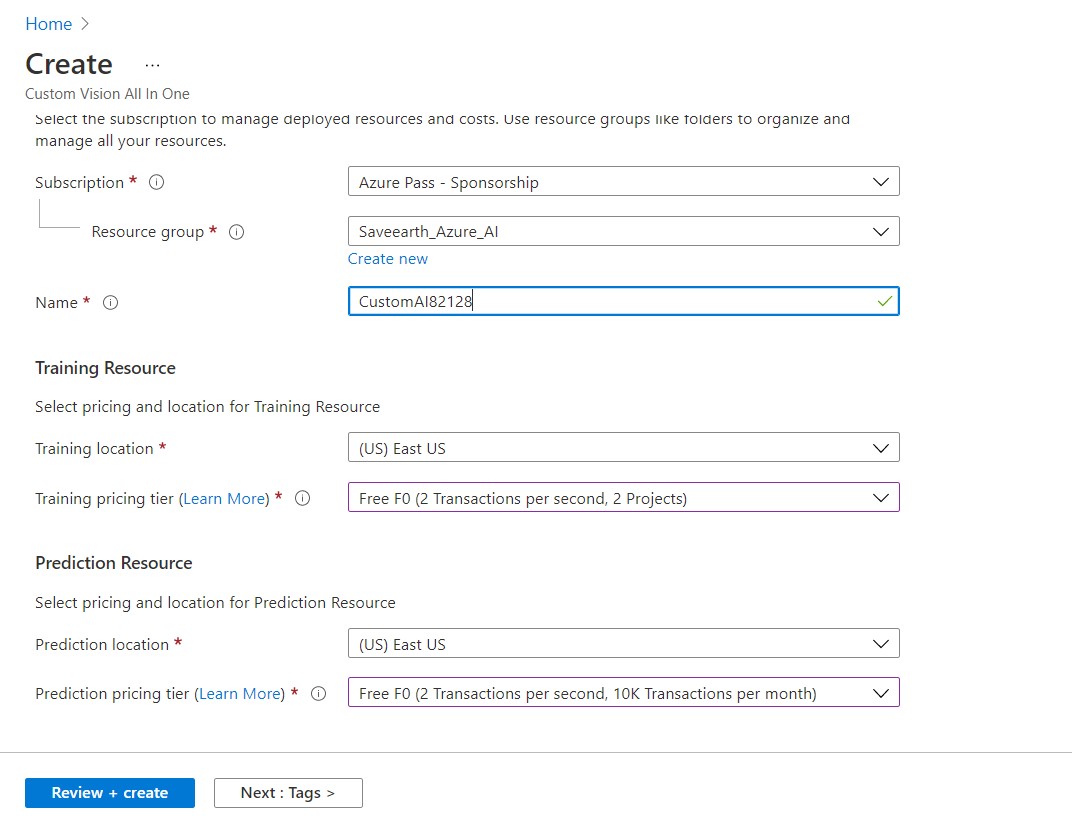 Home >
Create ...
Custom Vision All In One
Select the subscription to manage deployed resources and costs. Use resource groups like folders to organize and
manage all your resources.
Subscription * Azure Pass - Sponsorship
Resource group * Saveearth_Azure_AI
Create new
Name * CustomAI82128
Training Resource
Select pricing and location for Training Resource
Training location * (US) East US
Training pricing tier (Learn More) * Free F0 (2 Transactions per second, 2 Projects)
Prediction Resource
Select pricing and location for Prediction Resource
Prediction location * (US) East US
Prediction pricing tier (Learn More) * Free F0 (2 Transactions per second, 10K Transactions per month)
Review + create Next : Tags >